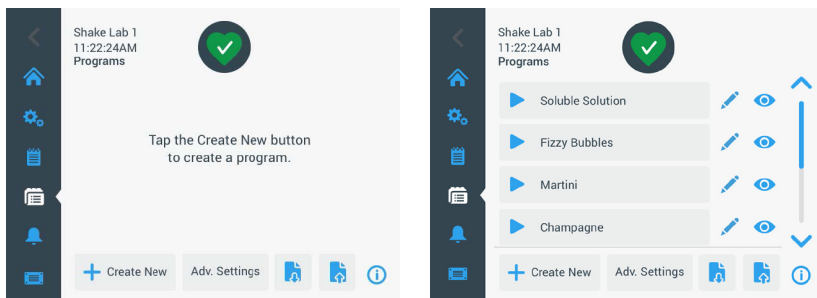 Shake Lab 1
11:22:24AM
Programs
Tap the Create New button
to create a program.
Create New
Adv. Settings
Shake Lab 1
11:22:24AM
Programs
Soluble Solution
Fizzy Bubbles
Martini
Champagne
Create New
Adv. Settings